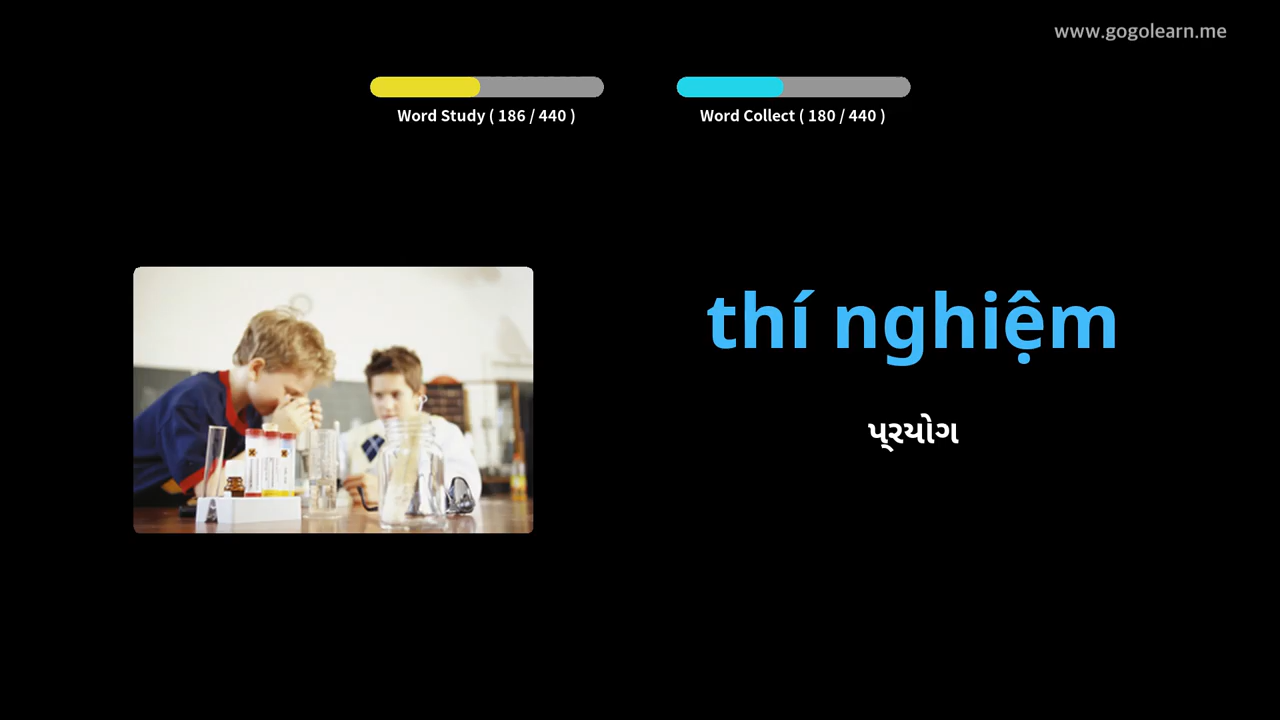 www.gogolearn.me
Word Study ( 186 / 440 )
Word Collect ( 180 / 440 )
thí nghiệm
પ્રયોગ